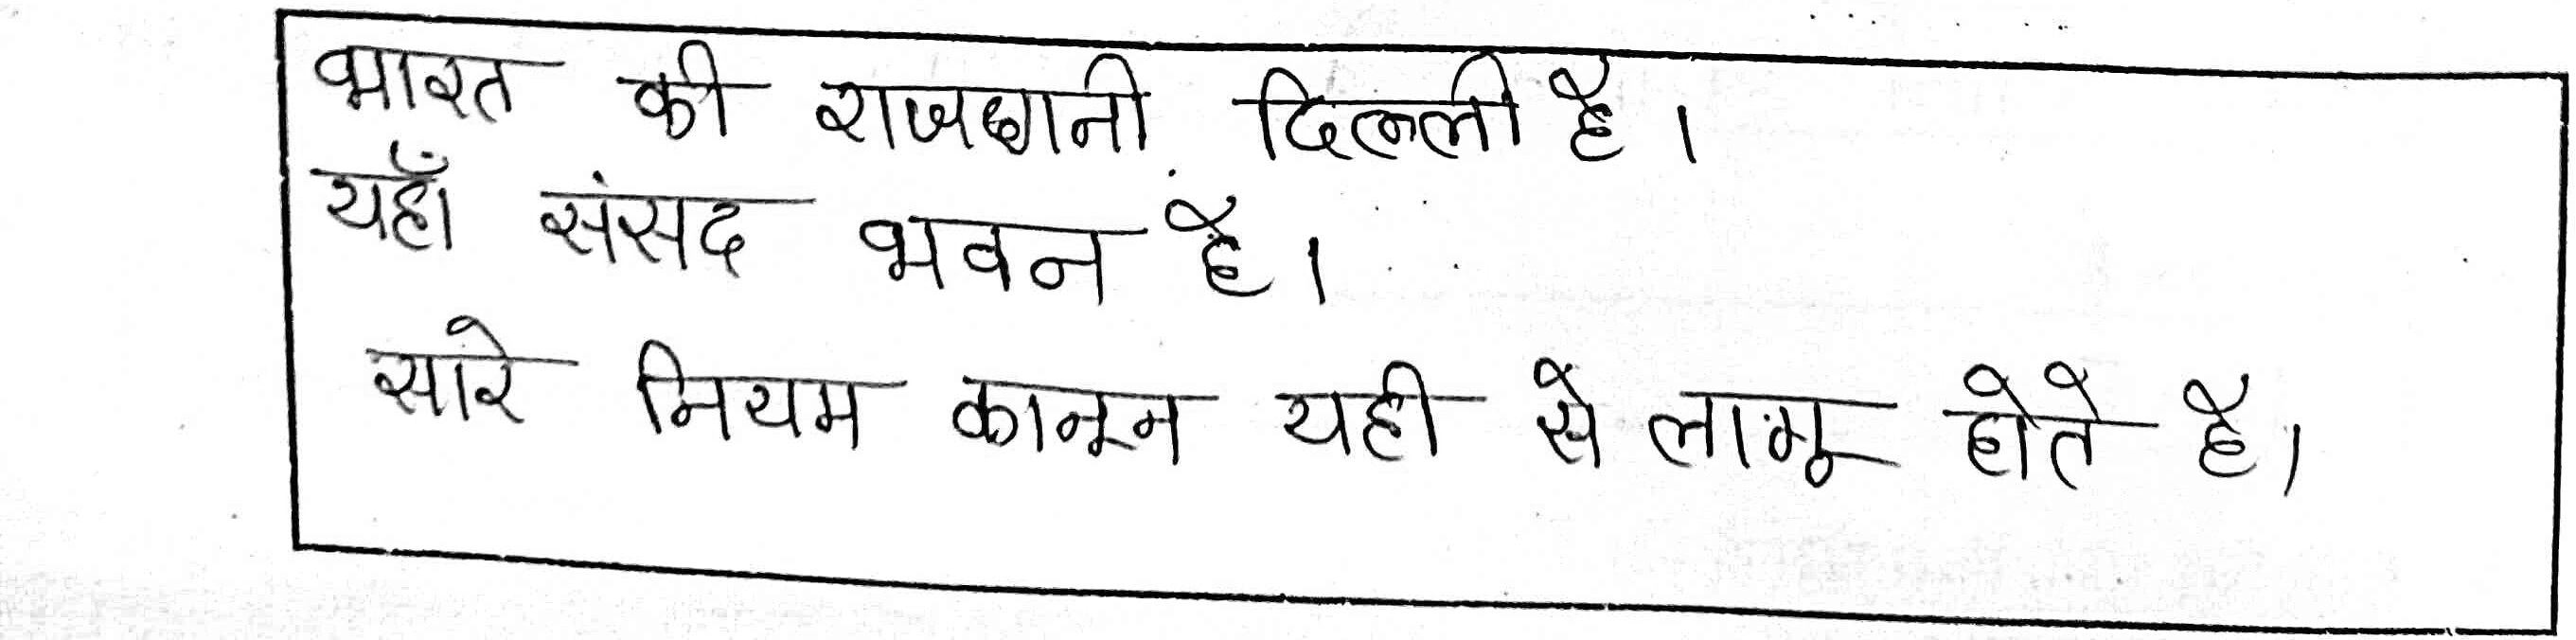 भारत की राजधानी दिल्ली है।
यहाँ संसद भवन है।
सारे नियम कानून यही से लागू होते है।